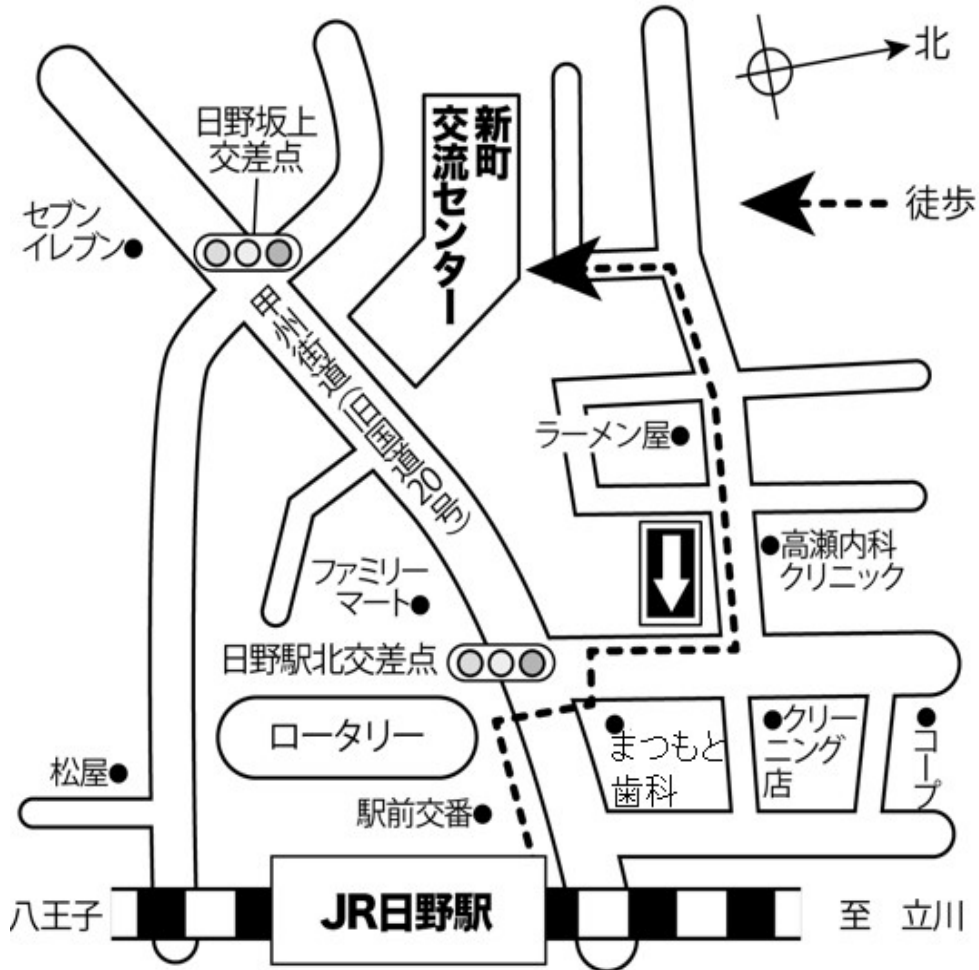 北
徒歩
日野坂上
交差点
セブン
イレブン
新町
交流センター
甲州街道(旧国道20号)
ラーメン屋
高瀬内科
クリニック
ファミリー
マート
日野駅北交差点
ロータリー
まつもと
歯科
クリー
ニング
店
コープ
松屋
駅前交番
八王子
JR日野駅
至 立川